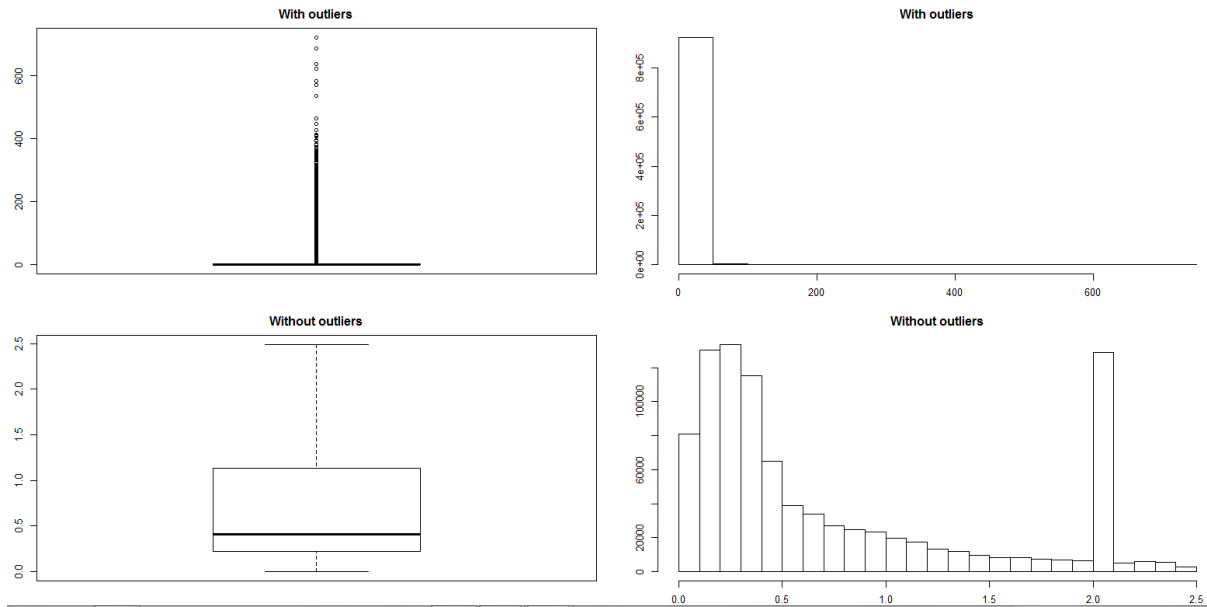 With outliers
600
400
200
0
With outliers
8e+05
6e+05
4e+05
2e+05
0e+00
0 200 400 600
Without outliers
2.5
2.0
1.5
1.0
0.5
0.0
Without outliers
100000
60000
20000
0
0.0 0.5 1.0 1.5 2.0 2.5